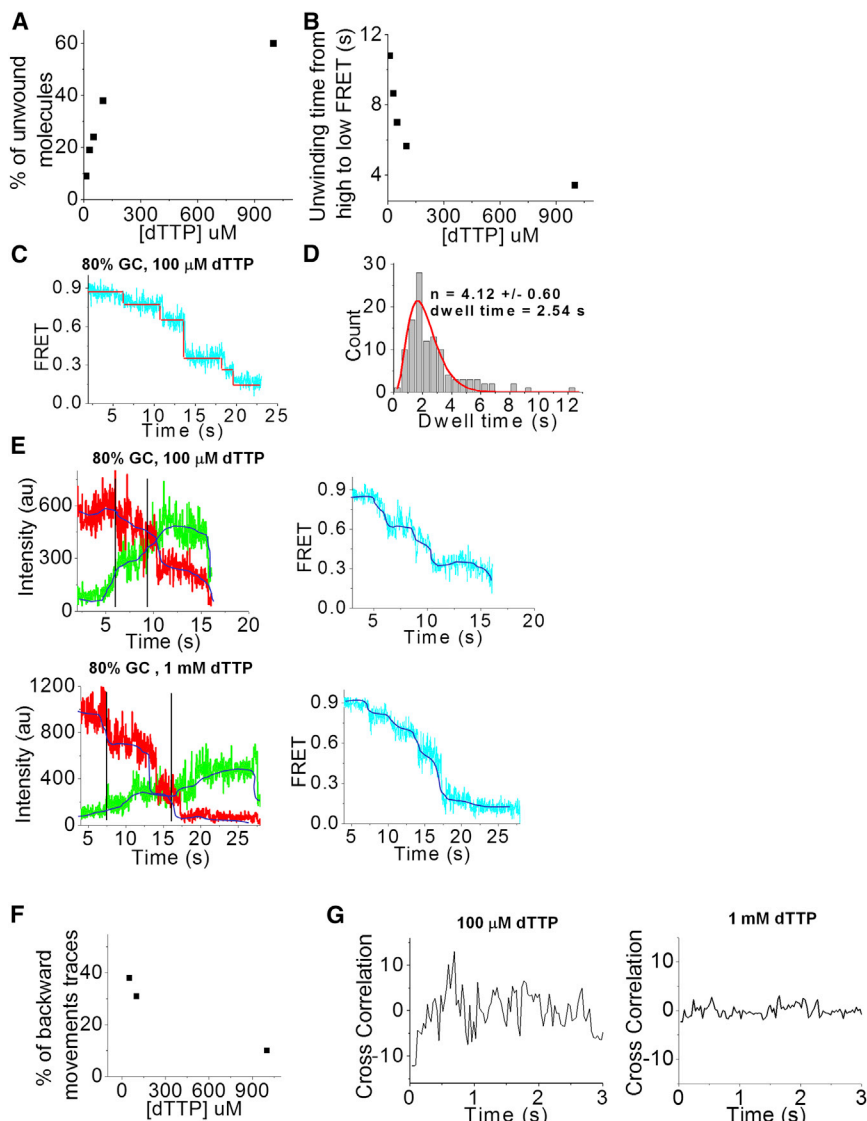 A
% of unwound
molecules
60
40
20
0
0 300 600 900
[dTTP] uM
B
Unwinding time from
high to low FRET (s)
12
8
4
0 300 600 900
[dTTP] uM
C
80% GC, 100 μM dTTP
FRET
0.9
0.6
0.3
0.0
5 10 15 20 25
Time (s)
D
Count
30
20
10
0
n = 4.12 +/- 0.60
dwell time = 2.54 s
0 2 4 6 8 10 12
Dwell time (s)
E
80% GC, 100 μM dTTP
Intensity (au)
600
300
0
5 10 15 20
Time (s)
FRET
0.9
0.6
0.3
0.0
5 10 15 20
Time (s)
80% GC , 1 mM dTTP
Intensity (au)
1200
800
400
0
5 10 15 20 25
Time (s)
FRET
0.9
0.6
0.3
0.0
5 10 15 20 25
Time (s)
F
% of backward
movements traces
40
20
0
0 300 600 900
[dTTP] uM
G
100 μM dTTP
Cross Correlation
10
0
-10
0 1 2 3
Time (s)
1 mM dTTP
Cross Correlation
10
0
-10
0 1 2 3
Time (s)